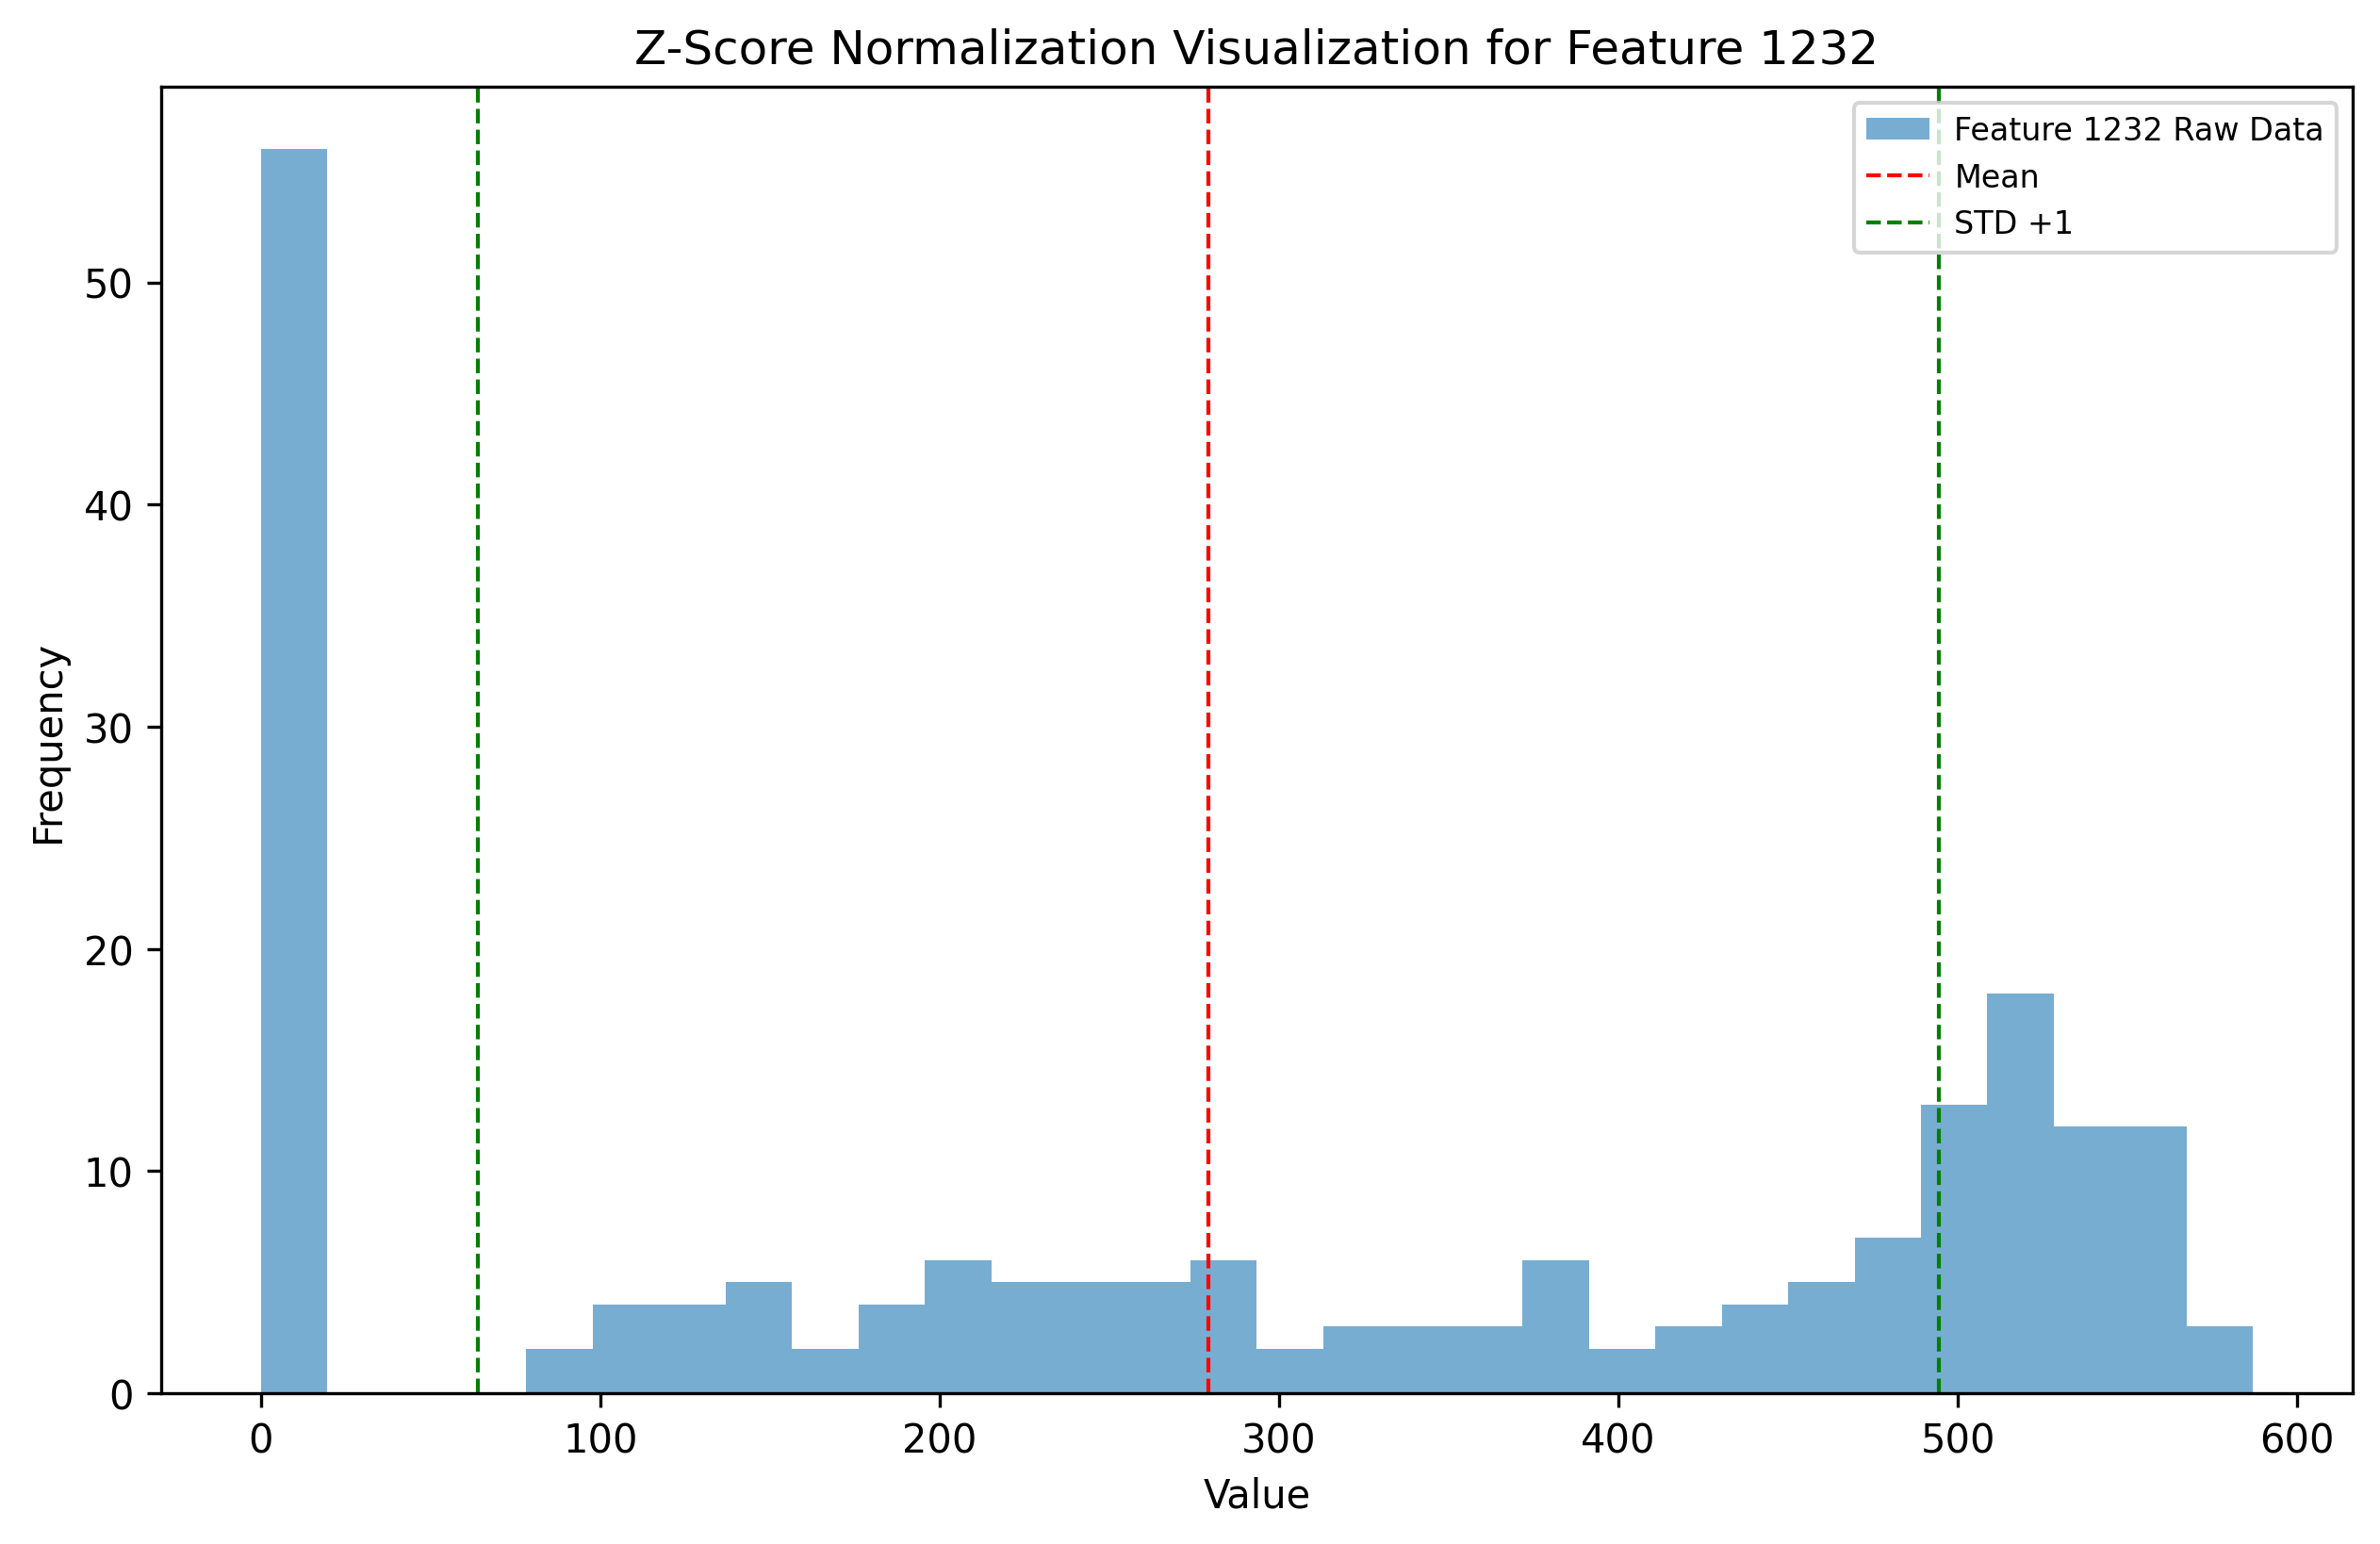 Z-Score Normalization Visualization for Feature 1232
Feature 1232 Raw Data
Mean
STD +1
Frequency
50
40
30
20
10
0
0 100 200 300 400 500 600
Value